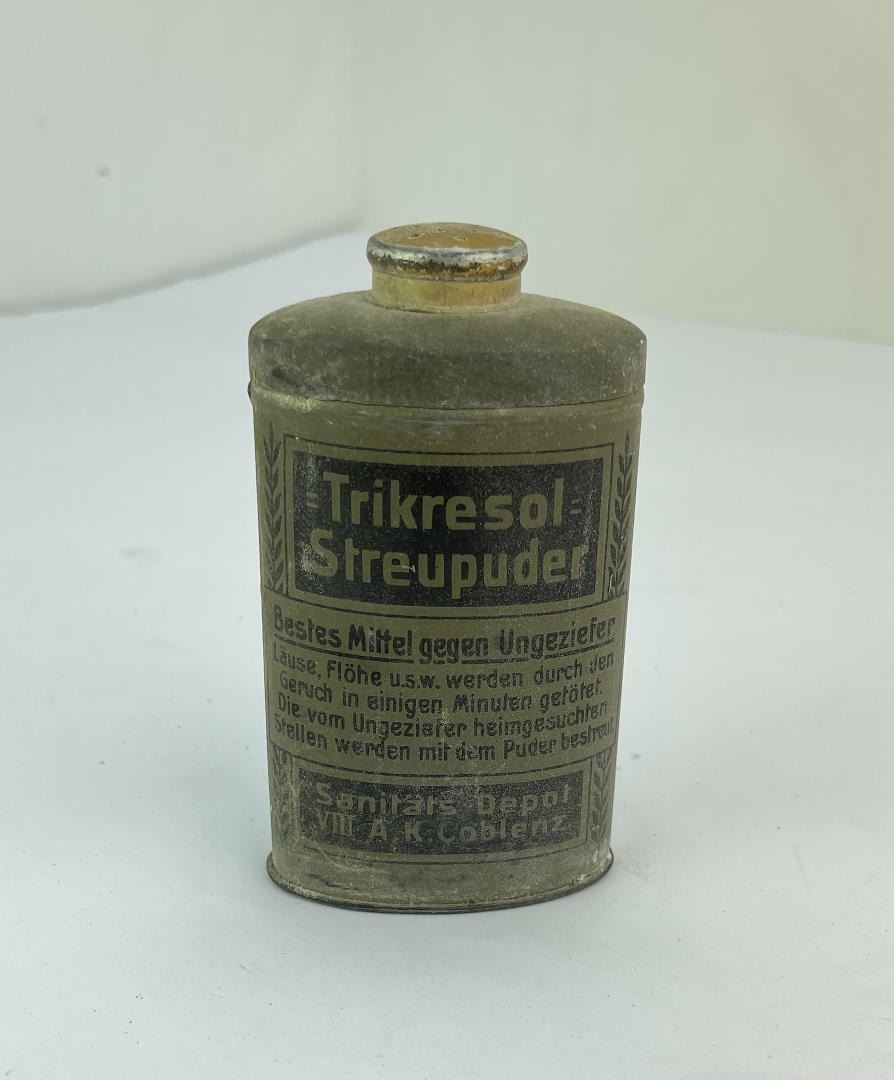 =Trikresol=
Streupuder
Bestes Mittel gegen Ungeziefer
Läuse, Flöhe u.s.w. werden durch den
Geruch in einigen Minuten getötet.
Die vom Ungeziefer heimgesuchten
Stellen werden mit dem Puder bestreut
Sanitäts-Depot
VIII A.K. Coblenz